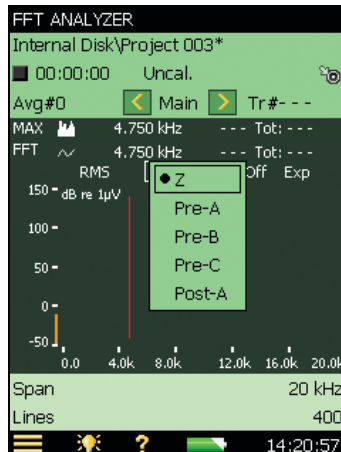 FFT ANALYZER
Internal Disk\Project 003*
00:00:00 Uncal.
Avg#0 < Main > Tr#---
MAX 4.750 kHz --- Tot: ---
FFT 4.750 kHz --- Tot: ---
RMS Off Exp
Z
Pre-A
Pre-B
Pre-C
Post-A
150 dB re 1µV
100
50
0
-50
0.0 4.0k 8.0k 12.0k 16.0k 20.0k
Span 20 kHz
Lines 400
? 14:20:57